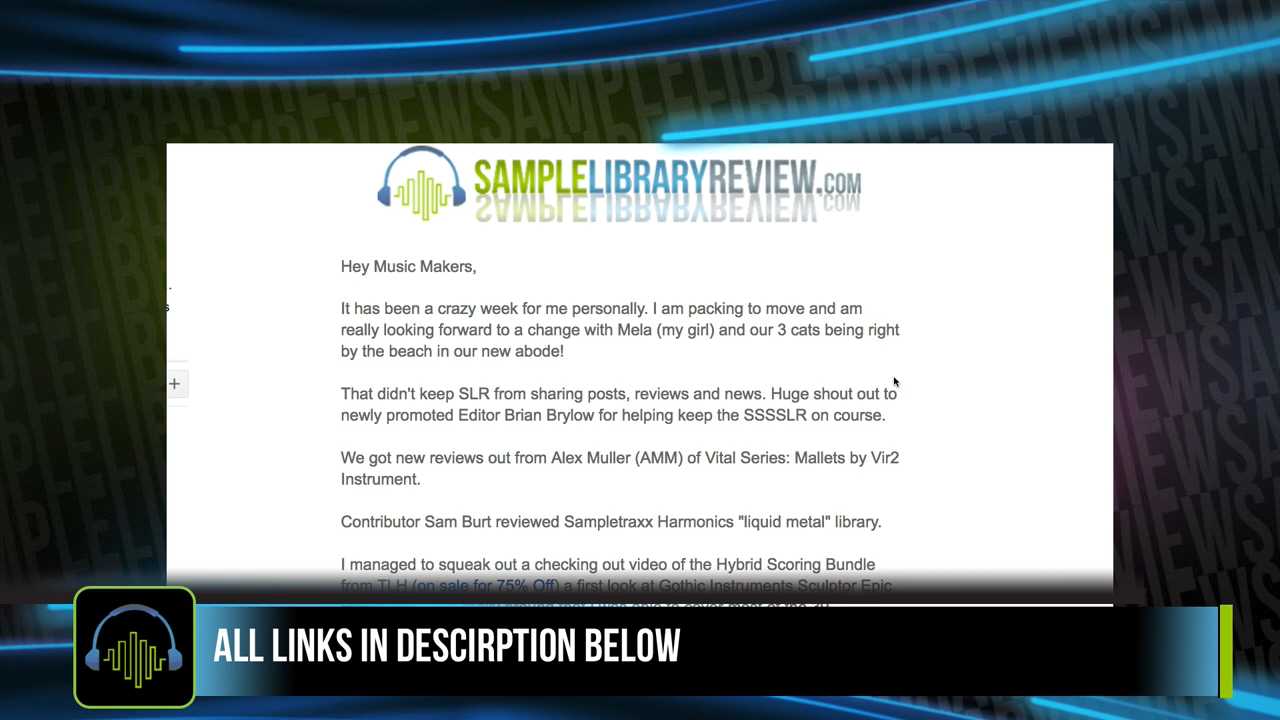 SAMPLELIBRARYREVIEW.COM
Hey Music Makers,
It has been a crazy week for me personally. I am packing to move and am
really looking forward to a change with Mela (my girl) and our 3 cats being right
by the beach in our new abode!
That didn't keep SLR from sharing posts, reviews and news. Huge shout out to
newly promoted Editor Brian Brylow for helping keep the SSSSLR on course.
We got new reviews out from Alex Muller (AMM) of Vital Series: Mallets by Vir2
Instrument.
Contributor Sam Burt reviewed Sampletraxx Harmonics "liquid metal" library.
I managed to squeak out a checking out video of the Hybrid Scoring Bundle
from TLH (on sale for 75% Off) a first look at Gothic Instruments Sculptor Epic
ALL LINKS IN DESCIRPTION BELOW